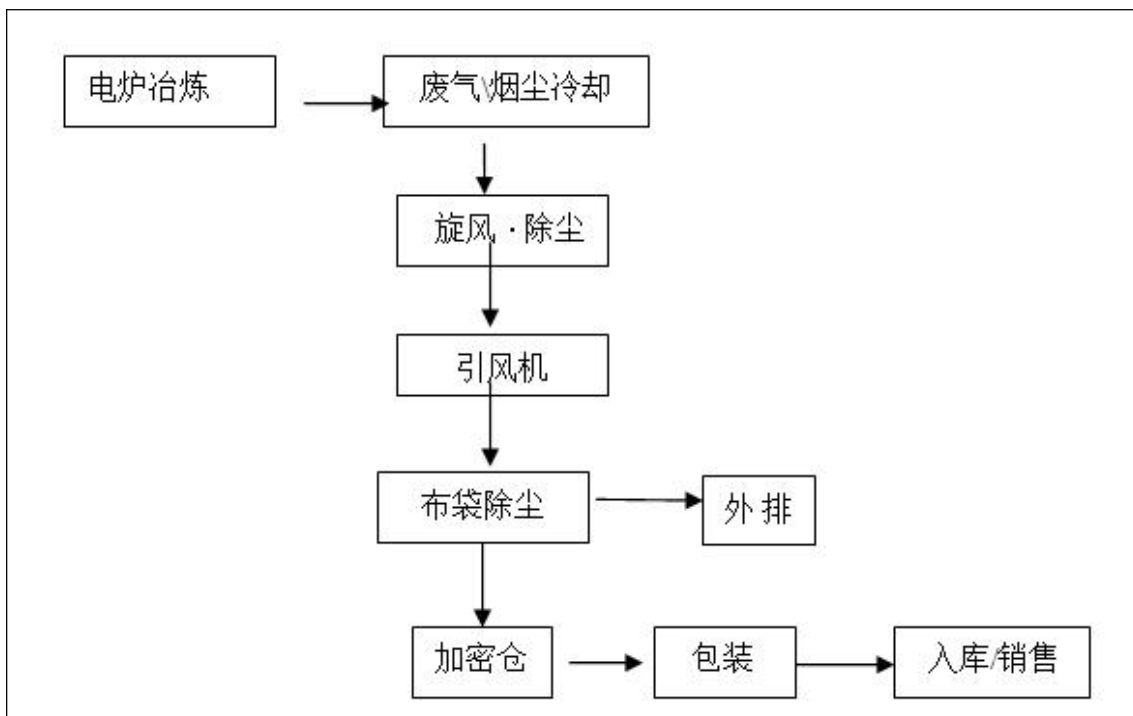 电炉冶炼
废气\烟尘冷却
旋风·除尘
引风机
布袋除尘
外排
加密仓
包装
入库/销售